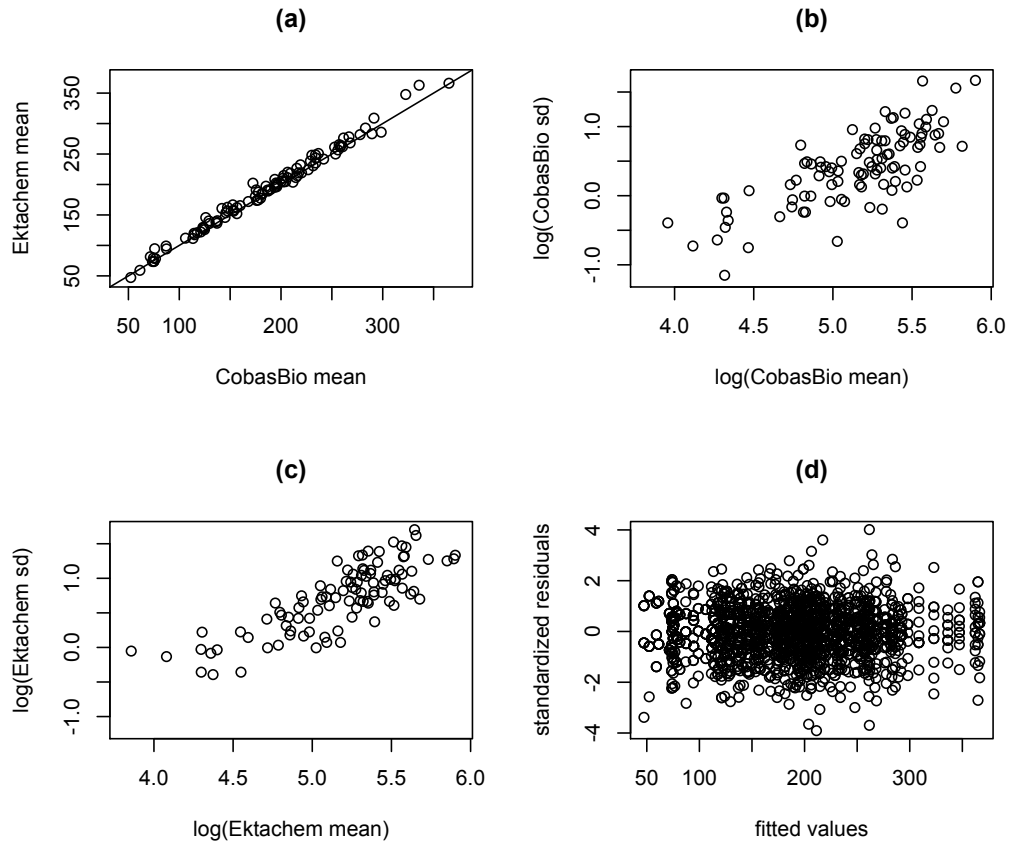 (a)
Ektachem mean
50 150 250 350
50 100 200 300
CobasBio mean
(b)
log(CobasBio sd)
-1.0 0.0 1.0
4.0 4.5 5.0 5.5 6.0
log(CobasBio mean)
(c)
log(Ektachem sd)
-1.0 0.0 1.0
4.0 4.5 5.0 5.5 6.0
log(Ektachem mean)
(d)
standardized residuals
-4 -2 0 2 4
50 100 200 300
fitted values